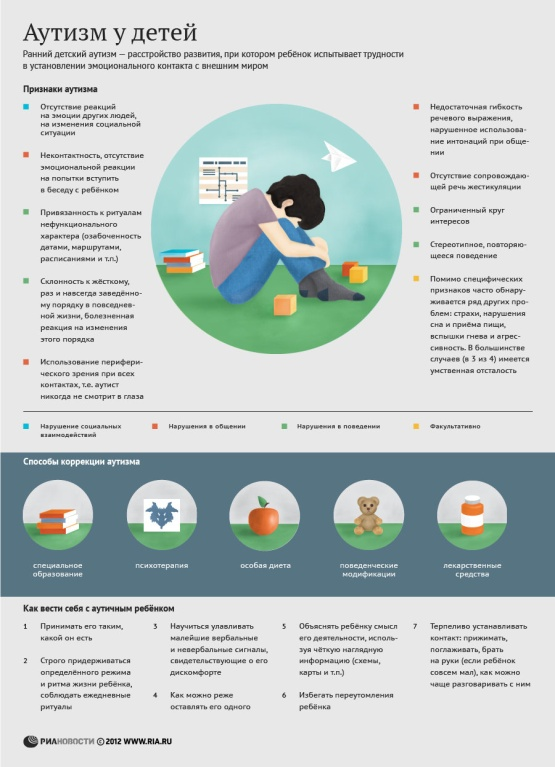 Аутизм у детей
Ранний детский аутизм — расстройство развития, при котором ребёнок испытывает трудности
в установлении эмоционального контакта с внешним миром
Признаки аутизма
Отсутствие реакций
на эмоции других людей,
на изменения социальной
ситуации
Неконтактность, отсутствие
эмоциональной реакции
на попытки вступить
в беседу с ребёнком
Привязанность к ритуалам
нефункционального
характера (озабоченность
датами, маршрутами,
расписаниями и т.п.)
Склонность к жёсткому,
раз и навсегда заведённо-
му порядку в повседнев-
ной жизни, болезненная
реакция на изменения
этого порядка
Использование перифери-
ческого зрения при всех
контактах, т.е. аутист
никогда не смотрит в глаза
Недостаточная гибкость
речевого выражения,
нарушенное использова-
ние интонаций при обще-
нии
Отсутствие сопровождаю-
щей речь жестикуляции
Ограниченный круг
интересов
Стереотипное, повторяю-
щееся поведение
Помимо специфических
признаков часто обнару-
живается ряд других про-
блем: страхи, нарушения
сна и приёма пищи,
вспышки гнева и агрес-
сивность. В большинстве
случаев (в 3 из 4) имеется
умственная отсталость
Нарушение социальных
взаимодействий
Нарушения в общении
Нарушения в поведении
Факультативно
Способы коррекции аутизма
специальное
образование
психотерапия
особая диета
поведенческие
модификации
лекарственные
средства
Как вести себя с аутичным ребёнком
1 Принимать его таким,
какой он есть
2 Строго придерживаться
определённого режима
и ритма жизни ребёнка,
соблюдать ежедневные
ритуалы
3 Научиться улавливать
малейшие вербальные
и невербальные сигналы,
свидетельствующие о его
дискомфорте
4 Как можно реже
оставлять его одного
5 Объяснять ребёнку смысл
его деятельности, исполь-
зуя чёткую наглядную
информацию (схемы,
карты и т.п.)
6 Избегать переутомления
ребёнка
7 Терпеливо устанавливать
контакт: прижимать,
поглаживать, брать
на руки (если ребёнок
совсем мал), как можно
чаще разговаривать с ним
РИАНОВОСТИ © 2012 WWW.RIA.RU